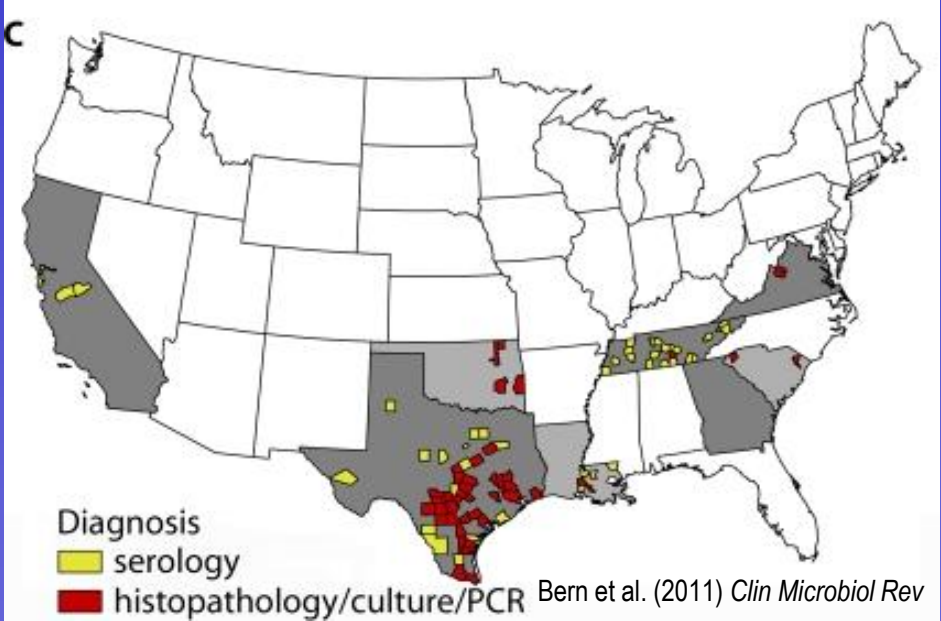 C
Diagnosis
serology
histopathology/culture/PCR
Bern et al. (2011) Clin Microbiol Rev